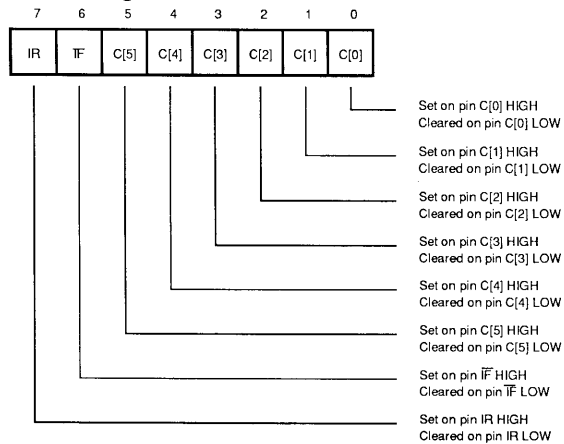 7 6 5 4 3 2 1 0
IR I̅F̅ C[5] C[4] C[3] C[2] C[1] C[0]
Set on pin C[0] HIGH
Cleared on pin C[0] LOW
Set on pin C[1] HIGH
Cleared on pin C[1] LOW
Set on pin C[2] HIGH
Cleared on pin C[2] LOW
Set on pin C[3] HIGH
Cleared on pin C[3] LOW
Set on pin C[4] HIGH
Cleared on pin C[4] LOW
Set on pin C[5] HIGH
Cleared on pin C[5] LOW
Set on pin I̅F̅ HIGH
Cleared on pin I̅F̅ LOW
Set on pin IR HIGH
Cleared on pin IR LOW